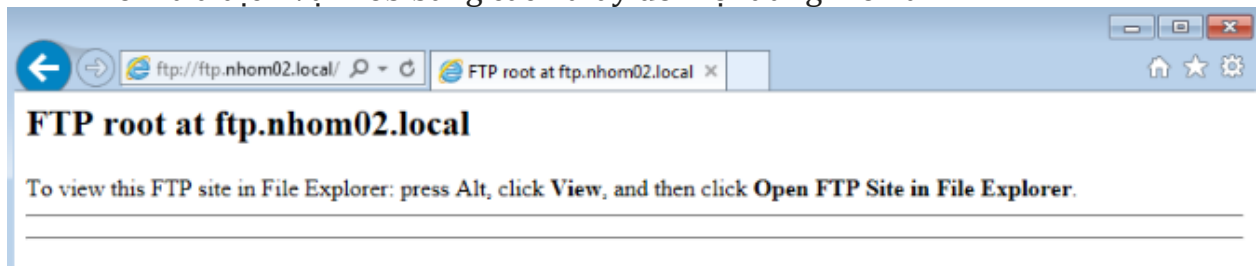 ftp://ftp.nhom02.local/
FTP root at ftp.nhom02.local
FTP root at ftp.nhom02.local
To view this FTP site in File Explorer: press Alt, click View, and then click Open FTP Site in File Explorer.